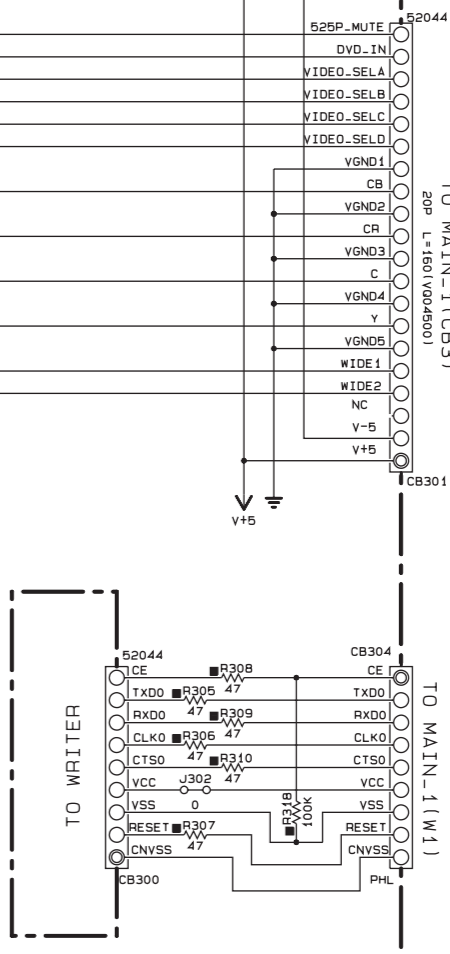 52044
525P_MUTE
DVD_IN
VIDEO_SELA
VIDEO_SELB
VIDEO_SELC
VIDEO_SELD
VGND1
CB
VGND2
CR
VGND3
C
VGND4
Y
VGND5
WIDE1
WIDE2
NC
V-5
V+5
CB301
TO MAIN_1(CB3)
20P L=160(VQ04500)
V+5
TO WRITER
52044
CE
TXD0
RXD0
CLK0
CTS0
VCC
VSS
RESET
CNVSS
CB300
R308
47
R305
47
R309
47
R306
47
R310
47
J302
0
R318
100K
R307
47
CB304
CE
TXD0
RXD0
CLK0
CTS0
VCC
VSS
RESET
CNVSS
PHL
TO MAIN_1(W1)